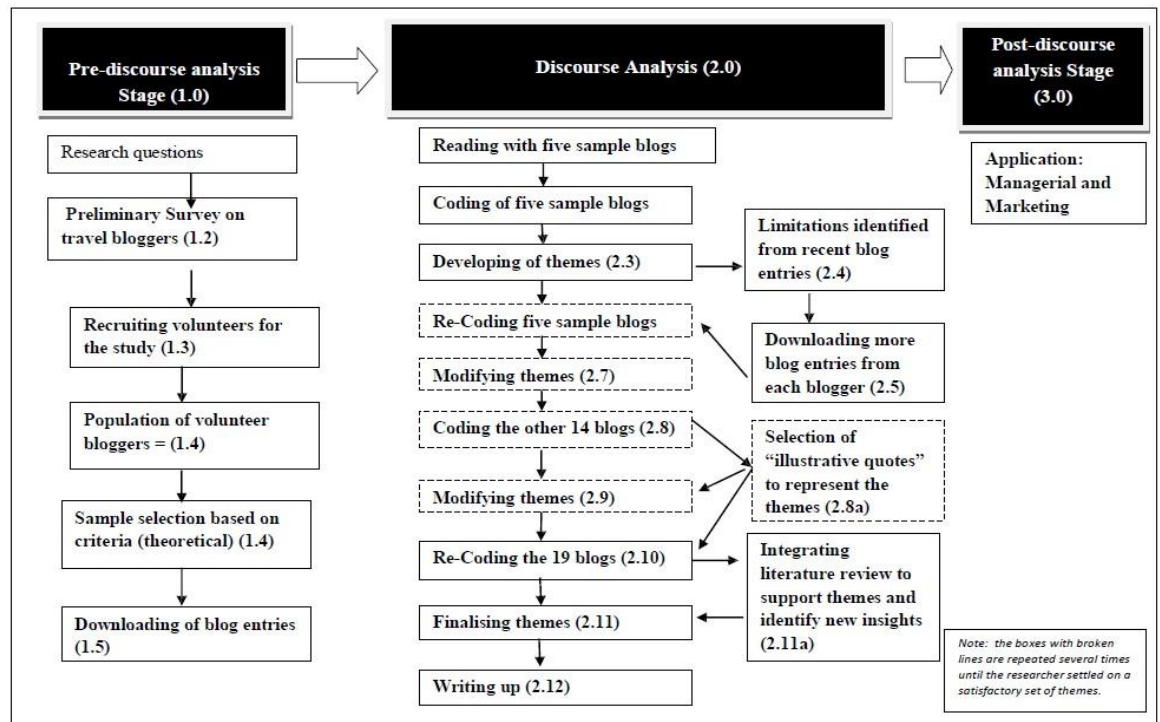 Pre-discourse analysis
Stage (1.0)
Discourse Analysis (2.0)
Post-discourse
analysis Stage
(3.0)
Research questions
Preliminary Survey on
travel bloggers (1.2)
Recruiting volunteers for
the study (1.3)
Population of volunteer
bloggers = (1.4)
Sample selection based on
criteria (theoretical) (1.4)
Downloading of blog entries
(1.5)
Reading with five sample blogs
Coding of five sample blogs
Developing of themes (2.3)
Re-Coding five sample blogs
Modifying themes (2.7)
Coding the other 14 blogs (2.8)
Modifying themes (2.9)
Re-Coding the 19 blogs (2.10)
Finalising themes (2.11)
Writing up (2.12)
Limitations identified
from recent blog
entries (2.4)
Downloading more
blog entries from
each blogger (2.5)
Selection of
“illustrative quotes”
to represent the
themes (2.8a)
Integrating
literature review to
support themes and
identify new insights
(2.11a)
Application:
Managerial and
Marketing
Note: the boxes with broken
lines are repeated several times
until the researcher settled on a
satisfactory set of themes.